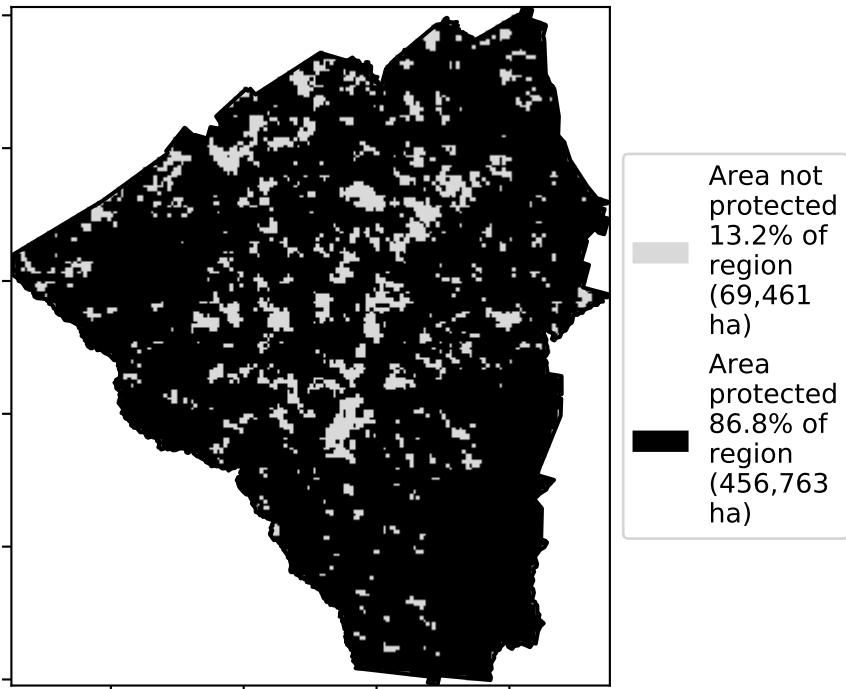 Area not
protected
13.2% of
region
(69,461
ha)
Area
protected
86.8% of
region
(456,763
ha)